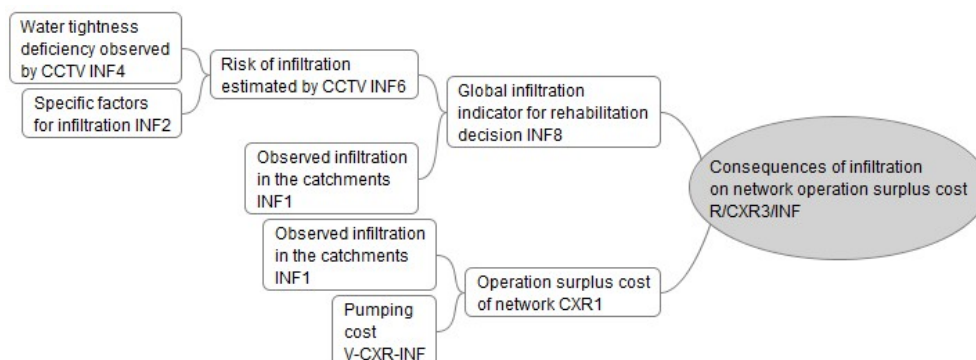 Water tightness
deficiency observed
by CCTV INF4
Specific factors
for infiltration INF2
Risk of infiltration
estimated by CCTV INF6
Observed infiltration
in the catchments
INF1
Global infiltration
indicator for rehabilitation
decision INF8
Observed infiltration
in the catchments
INF1
Pumping
cost
V-CXR-INF
Operation surplus cost
of network CXR1
Consequences of infiltration
on network operation surplus cost
R/CXR3/INF